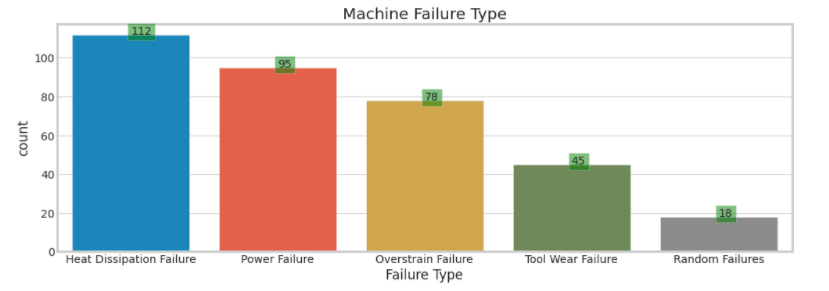 Machine Failure Type
112
95
78
45
18
100
80
60
40
20
0
count
Heat Dissipation Failure
Power Failure
Overstrain Failure
Tool Wear Failure
Random Failures
Failure Type